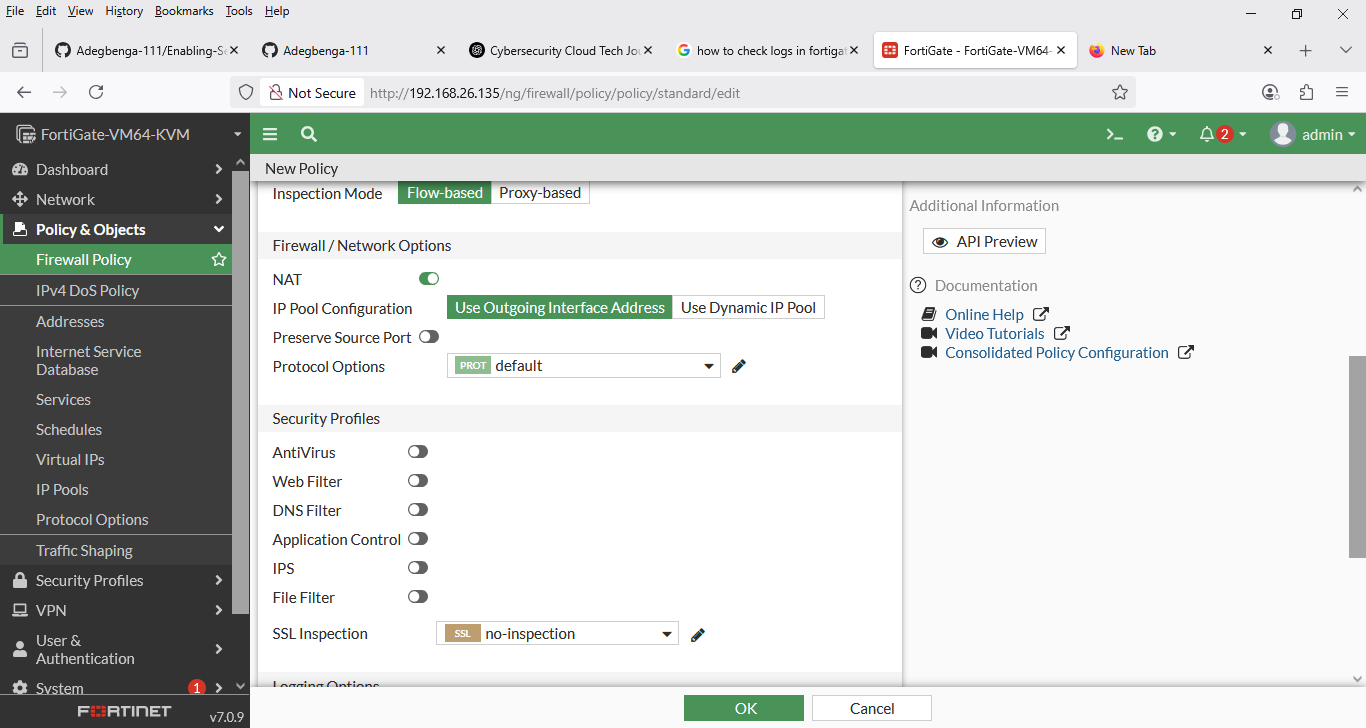 File Edit View History Bookmarks Tools Help
Adegbenga-111/Enabling-Se
Adegbenga-111
Cybersecurity Cloud Tech Jou
how to check logs in fortigat
FortiGate - FortiGate-VM64-
New Tab
Not Secure http://192.168.26.135/ng/firewall/policy/policy/standard/edit
FortiGate-VM64-KVM
2
admin
Dashboard
Network
Policy & Objects
Firewall Policy
IPv4 DoS Policy
Addresses
Internet Service
Database
Services
Schedules
Virtual IPs
IP Pools
Protocol Options
Traffic Shaping
Security Profiles
VPN
User &
Authentication
System 1
FORTINET v7.0.9
New Policy
Inspection Mode Flow-based Proxy-based
Firewall / Network Options
NAT
IP Pool Configuration Use Outgoing Interface Address Use Dynamic IP Pool
Preserve Source Port
Protocol Options PROT default
Security Profiles
AntiVirus
Web Filter
DNS Filter
Application Control
IPS
File Filter
SSL Inspection SSL no-inspection
Logging Options
OK Cancel
Additional Information
API Preview
Documentation
Online Help
Video Tutorials
Consolidated Policy Configuration